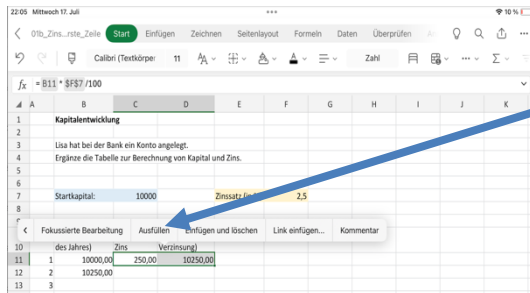 22:05 Mittwoch 17. Juli
10 %
01b_Zins...rste_Zeile Start Einfügen Zeichnen Seitenlayout Formeln Daten Überprüfen
Calibri (Textkörper 11 Zahl
fx = B11 * $F$7 /100
A B C D E F G H I J K
1 Kapitalentwicklung
2
3 Lisa hat bei der Bank ein Konto angelegt.
4 Ergänze die Tabelle zur Berechnung von Kapital und Zins.
5
6
7 Startkapital: 10000 Zinssatz 2,5
8
Fokussierte Bearbeitung Ausfüllen Einfügen und löschen Link einfügen... Kommentar
10 des Jahres) Zins Verzinsung)
11 1 10000,00 250,00 10250,00
12 2 10250,00
13 3